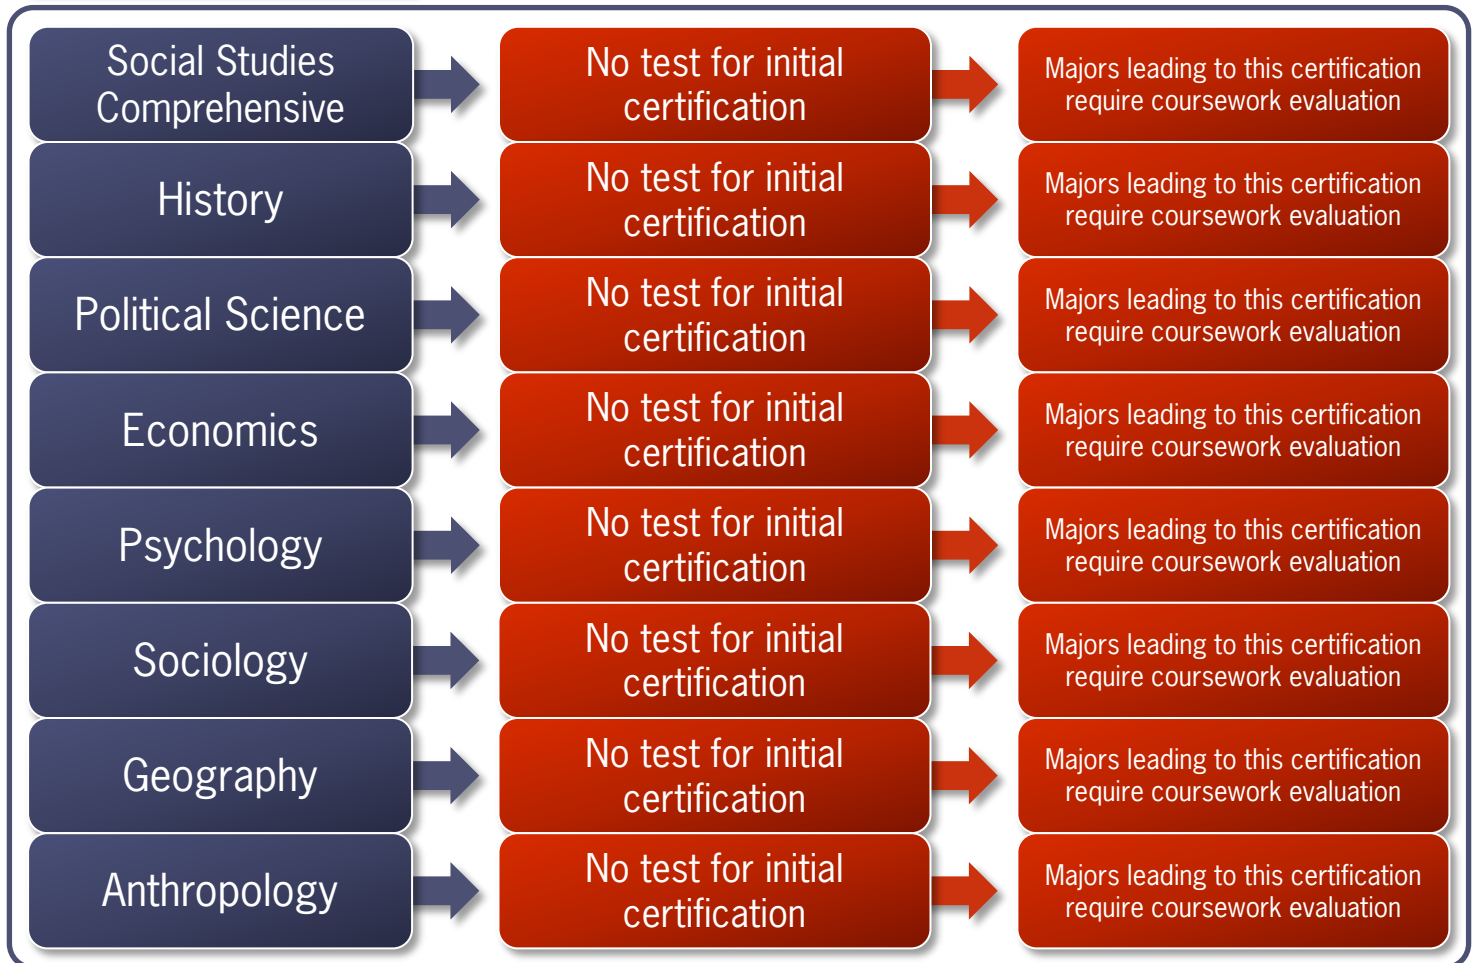 Social Studies
Comprehensive
No test for initial
certification
Majors leading to this certification
require coursework evaluation
History
No test for initial
certification
Majors leading to this certification
require coursework evaluation
Political Science
No test for initial
certification
Majors leading to this certification
require coursework evaluation
Economics
No test for initial
certification
Majors leading to this certification
require coursework evaluation
Psychology
No test for initial
certification
Majors leading to this certification
require coursework evaluation
Sociology
No test for initial
certification
Majors leading to this certification
require coursework evaluation
Geography
No test for initial
certification
Majors leading to this certification
require coursework evaluation
Anthropology
No test for initial
certification
Majors leading to this certification
require coursework evaluation